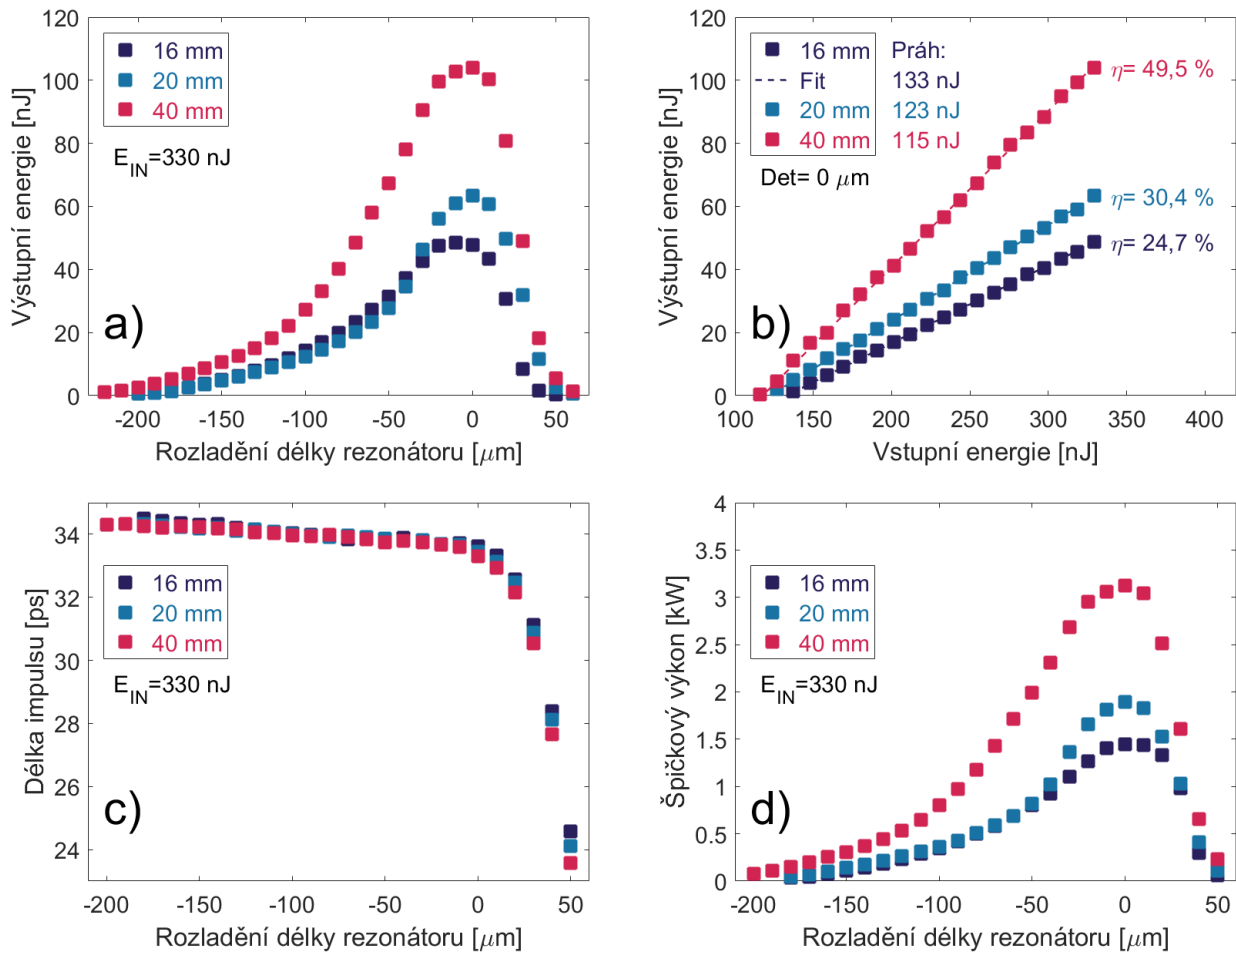 120
100
80
60
40
20
0
-200 -150 -100 -50 0 50
Výstupní energie [nJ]
Rozladění délky rezonátoru [μm]
16 mm
20 mm
40 mm
E_IN=330 nJ
a)
120
100
80
60
40
20
0
100 150 200 250 300 350 400
Výstupní energie [nJ]
Vstupní energie [nJ]
16 mm Práh:
Fit 133 nJ
20 mm 123 nJ
40 mm 115 nJ
Det= 0 μm
η= 49,5 %
η= 30,4 %
η= 24,7 %
b)
34
32
30
28
26
24
-200 -150 -100 -50 0 50
Délka impulsu [ps]
Rozladění délky rezonátoru [μm]
16 mm
20 mm
40 mm
E_IN=330 nJ
c)
4
3.5
3
2.5
2
1.5
1
0.5
0
-200 -150 -100 -50 0 50
Špičkový výkon [kW]
Rozladění délky rezonátoru [μm]
16 mm
20 mm
40 mm
E_IN=330 nJ
d)